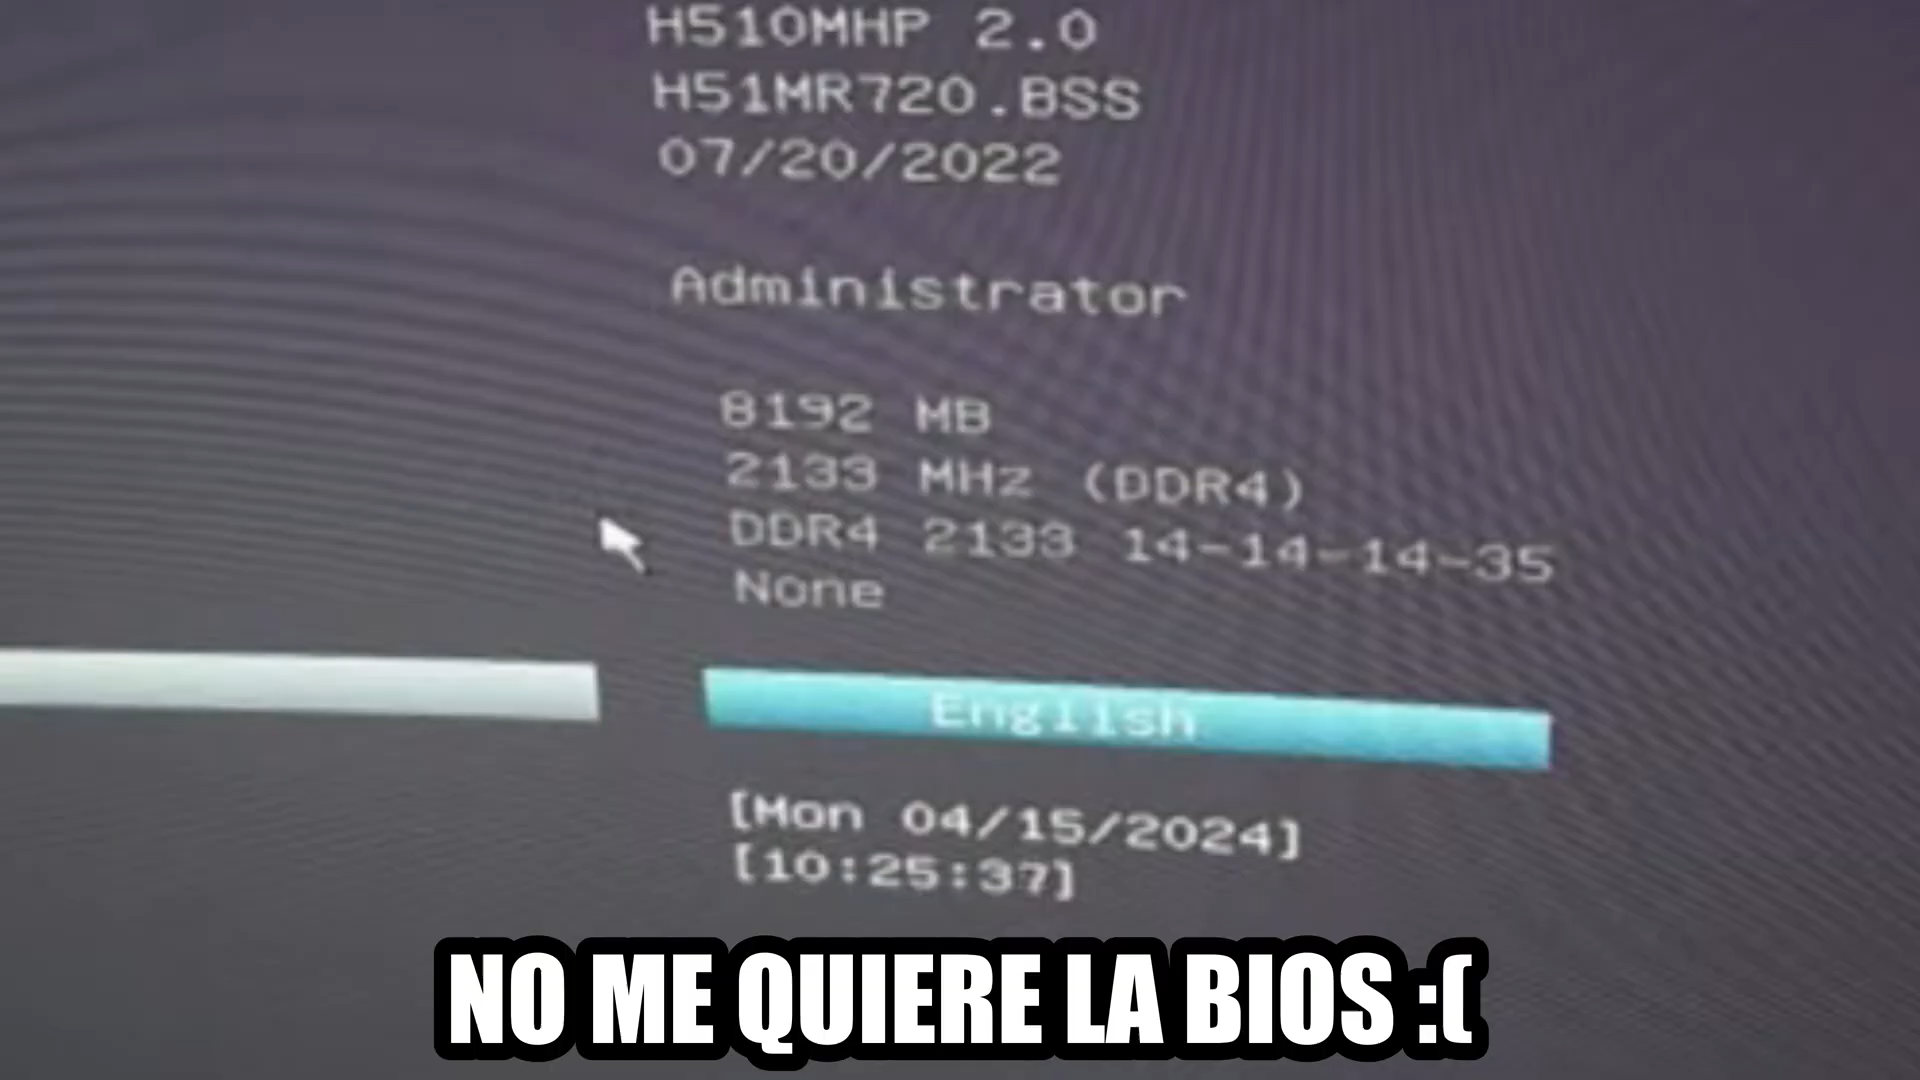 H510MHP 2.0
H51MR720.BSS
07/20/2022
Administrator
8192 MB
2133 MHz (DDR4)
DDR4 2133 14-14-14-35
None
English
[Mon 04/15/2024]
[10:25:37]
NO ME QUIERE LA BIOS :(